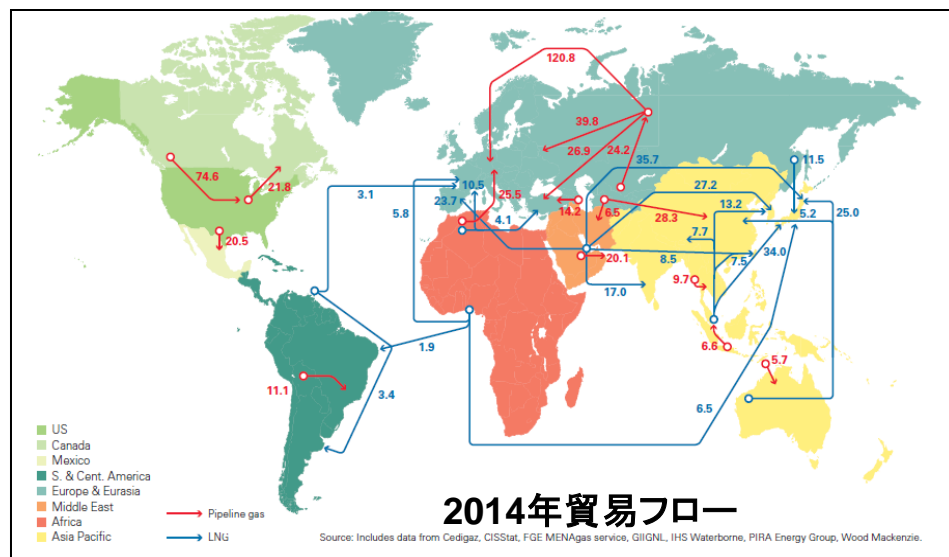 120.8
39.8
26.9
24.2
35.7
11.5
74.6
21.8
3.1
10.5
25.5
27.2
5.8
23.7
4.1
14.2
6.5
28.3
13.2
5.2
25.0
20.5
7.7
8.5
7.5
34.0
20.1
17.0
9.7
1.9
6.6
5.7
11.1
3.4
6.5
US
Canada
Mexico
S. & Cent. America
Europe & Eurasia
Middle East
Africa
Asia Pacific
Pipeline gas
LNG
2014年貿易フロー
Source: Includes data from Cedigaz, CISStat, FGE MENAgas service, GIIGNL, IHS Waterborne, PIRA Energy Group, Wood Mackenzie.